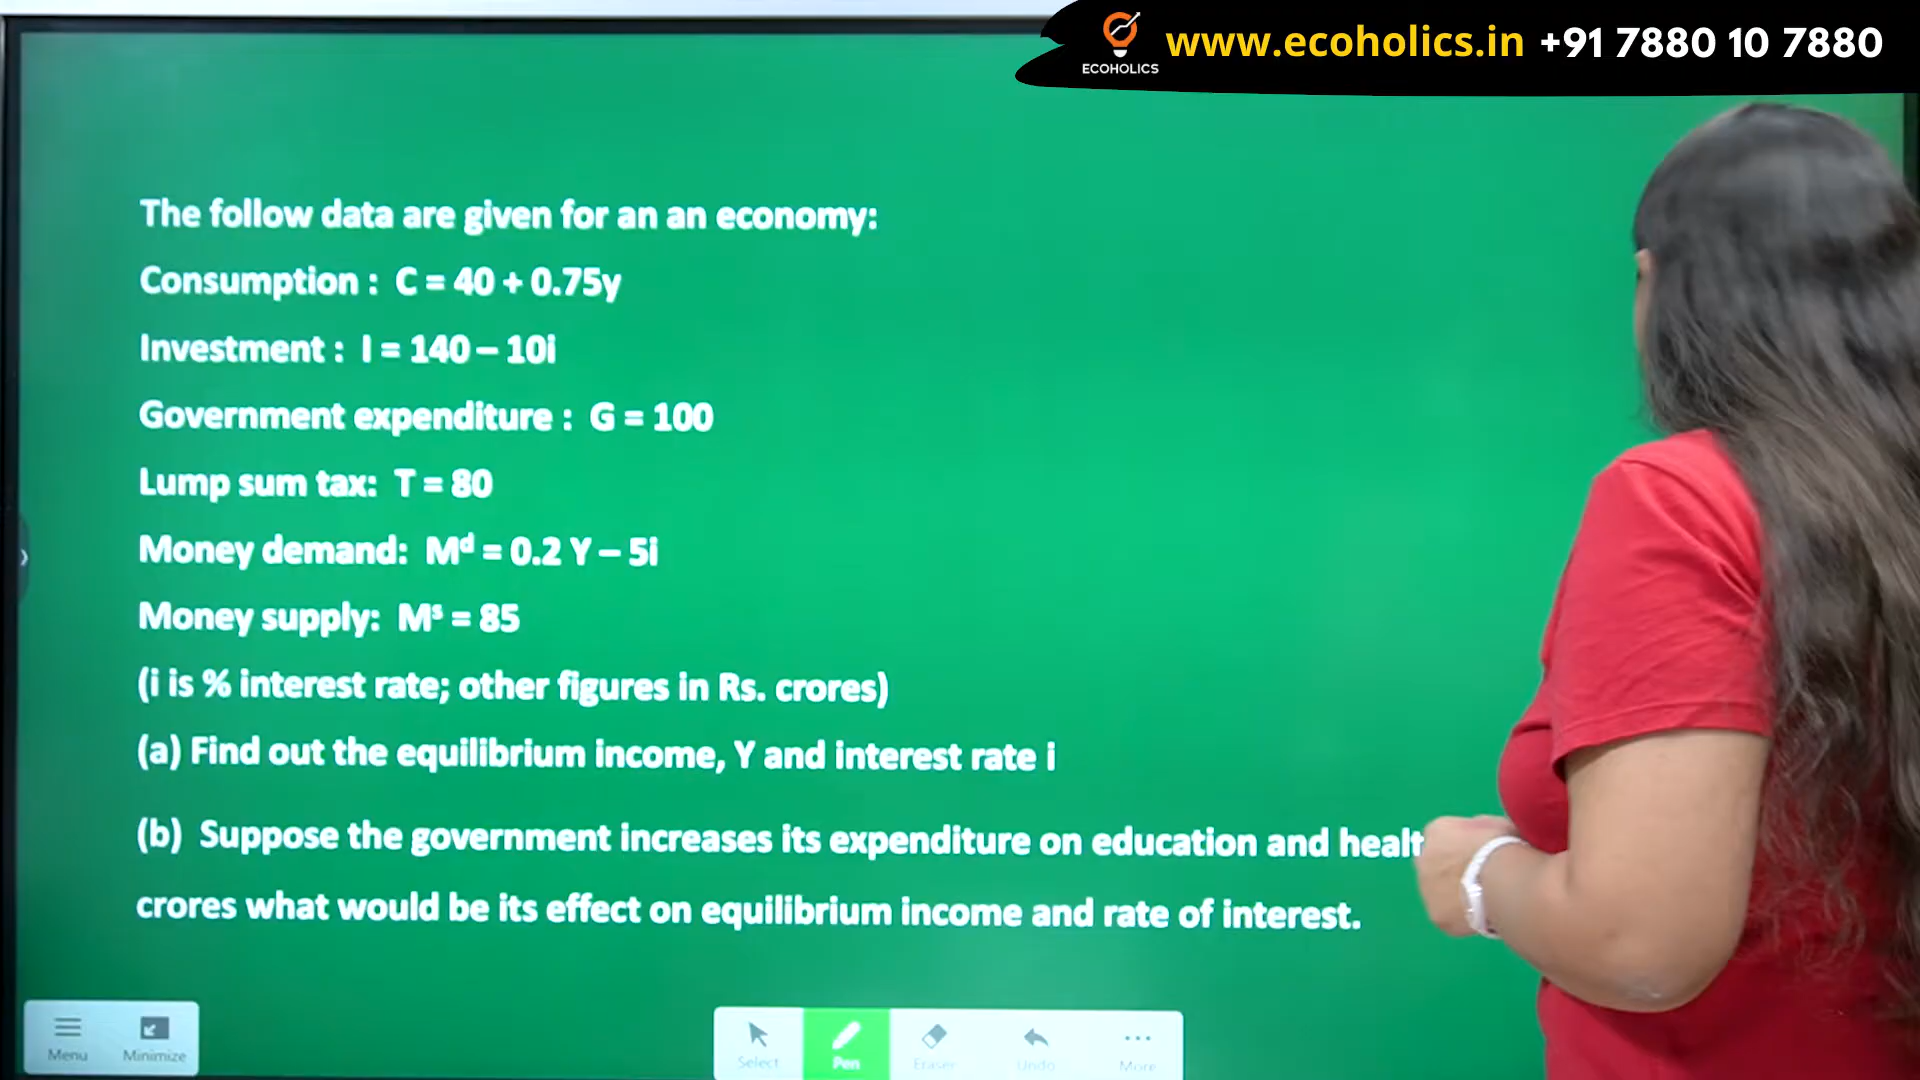 www.ecoholics.in +91 7880 10 7880
ECOHOLICS
The follow data are given for an an economy:
Consumption : C = 40 + 0.75y
Investment : I = 140 – 10i
Government expenditure : G = 100
Lump sum tax: T = 80
Money demand: Mᵈ = 0.2 Y – 5i
Money supply: Mˢ = 85
(i is % interest rate; other figures in Rs. crores)
(a) Find out the equilibrium income, Y and interest rate i
(b) Suppose the government increases its expenditure on education and healt
crores what would be its effect on equilibrium income and rate of interest.
Menu Minimize Select Pen Eraser Undo More